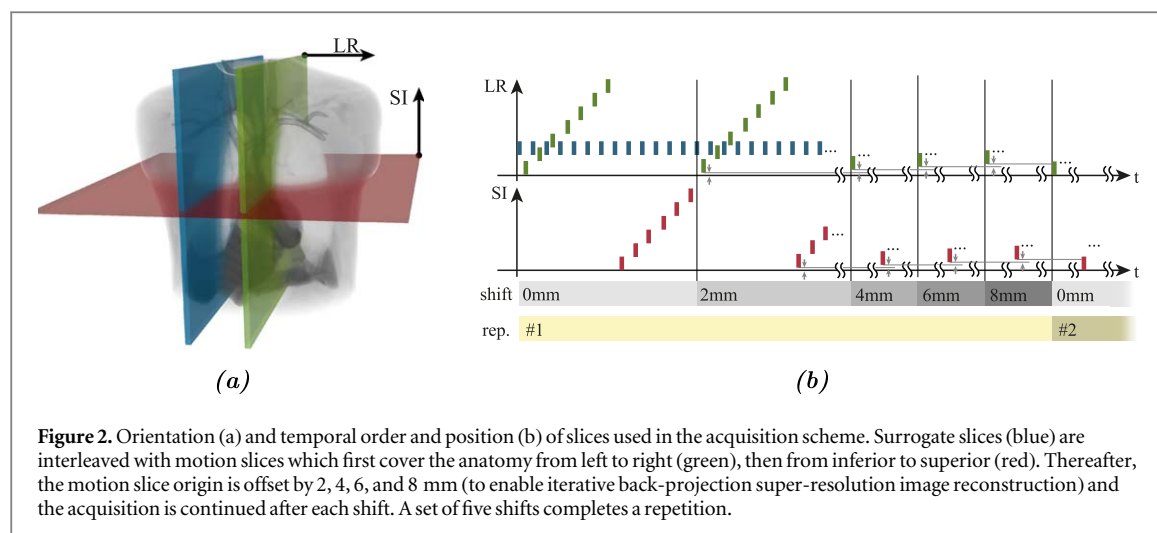 LR
SI
(a)
LR
...
...
...
...
...
t
SI
...
...
...
...
...
t
shift 0mm 2mm 4mm 6mm 8mm 0mm
rep. #1 #2
(b)
Figure 2. Orientation (a) and temporal order and position (b) of slices used in the acquisition scheme. Surrogate slices (blue) are
interleaved with motion slices which first cover the anatomy from left to right (green), then from inferior to superior (red). Thereafter,
the motion slice origin is offset by 2, 4, 6, and 8 mm (to enable iterative back-projection super-resolution image reconstruction) and
the acquisition is continued after each shift. A set of five shifts completes a repetition.